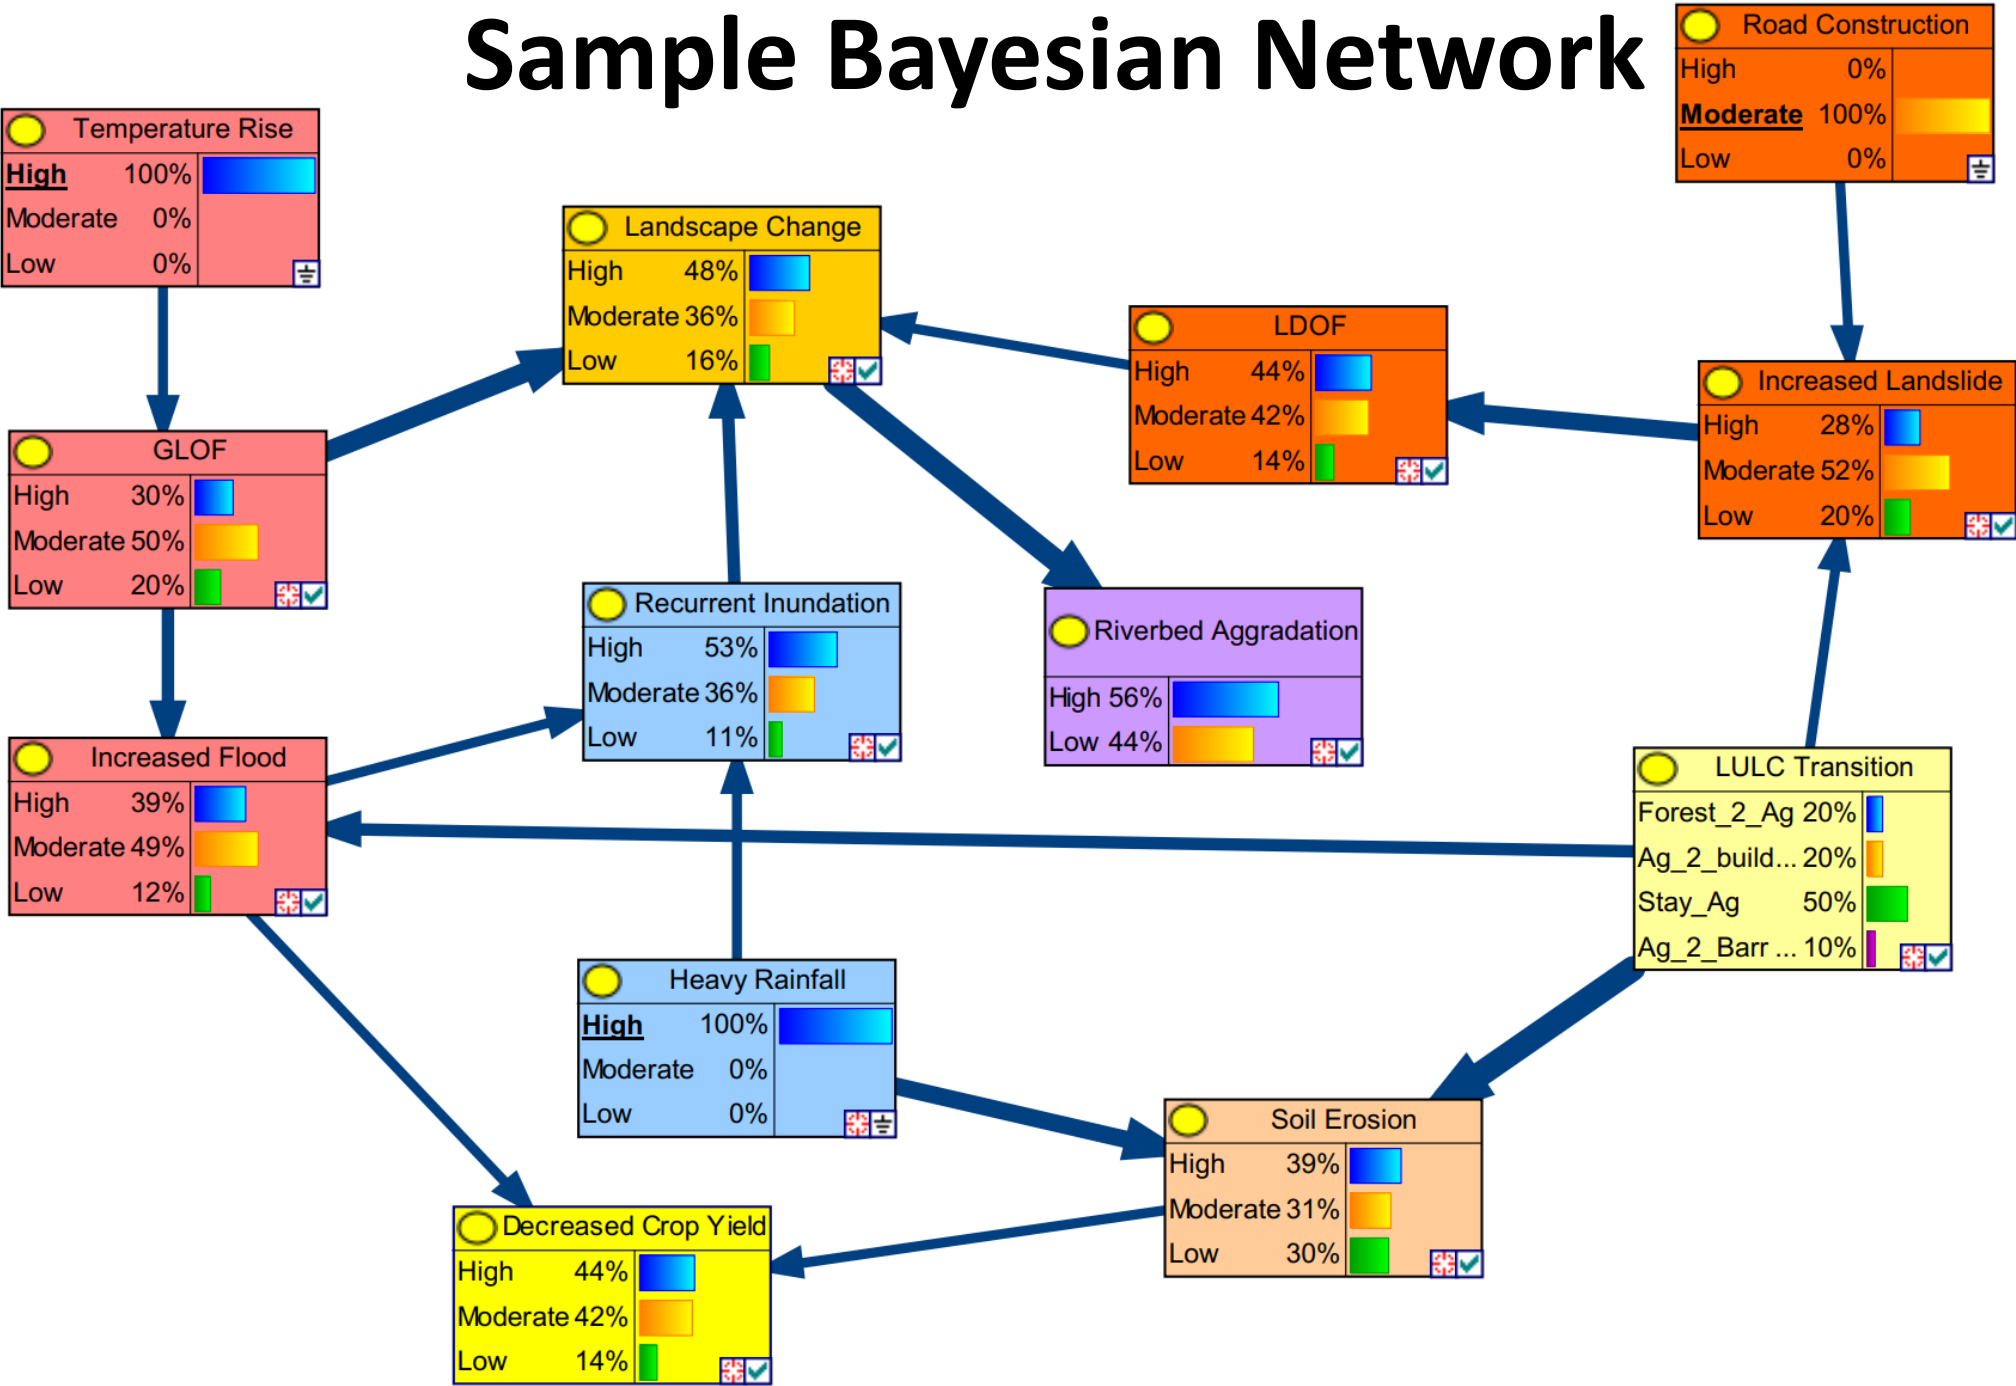 Sample Bayesian Network
Road Construction
High 0%
Moderate 100%
Low 0%
Temperature Rise
High 100%
Moderate 0%
Low 0%
Landscape Change
High 48%
Moderate 36%
Low 16%
LDOF
High 44%
Moderate 42%
Low 14%
Increased Landslide
High 28%
Moderate 52%
Low 20%
GLOF
High 30%
Moderate 50%
Low 20%
Recurrent Inundation
High 53%
Moderate 36%
Low 11%
Riverbed Aggradation
High 56%
Low 44%
Increased Flood
High 39%
Moderate 49%
Low 12%
LULC Transition
Forest_2_Ag 20%
Ag_2_build... 20%
Stay_Ag 50%
Ag_2_Barr ... 10%
Heavy Rainfall
High 100%
Moderate 0%
Low 0%
Soil Erosion
High 39%
Moderate 31%
Low 30%
Decreased Crop Yield
High 44%
Moderate 42%
Low 14%